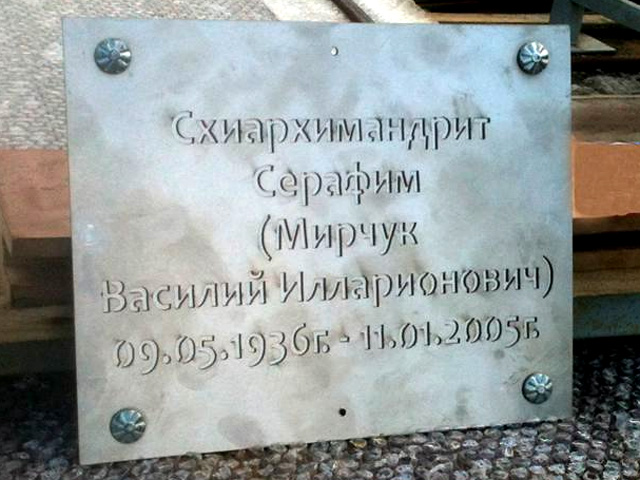 Схиархимандрит
Серафим
(Мирчук
Василий Илларионович)
09.05.1936г. - 11.01.2005г.